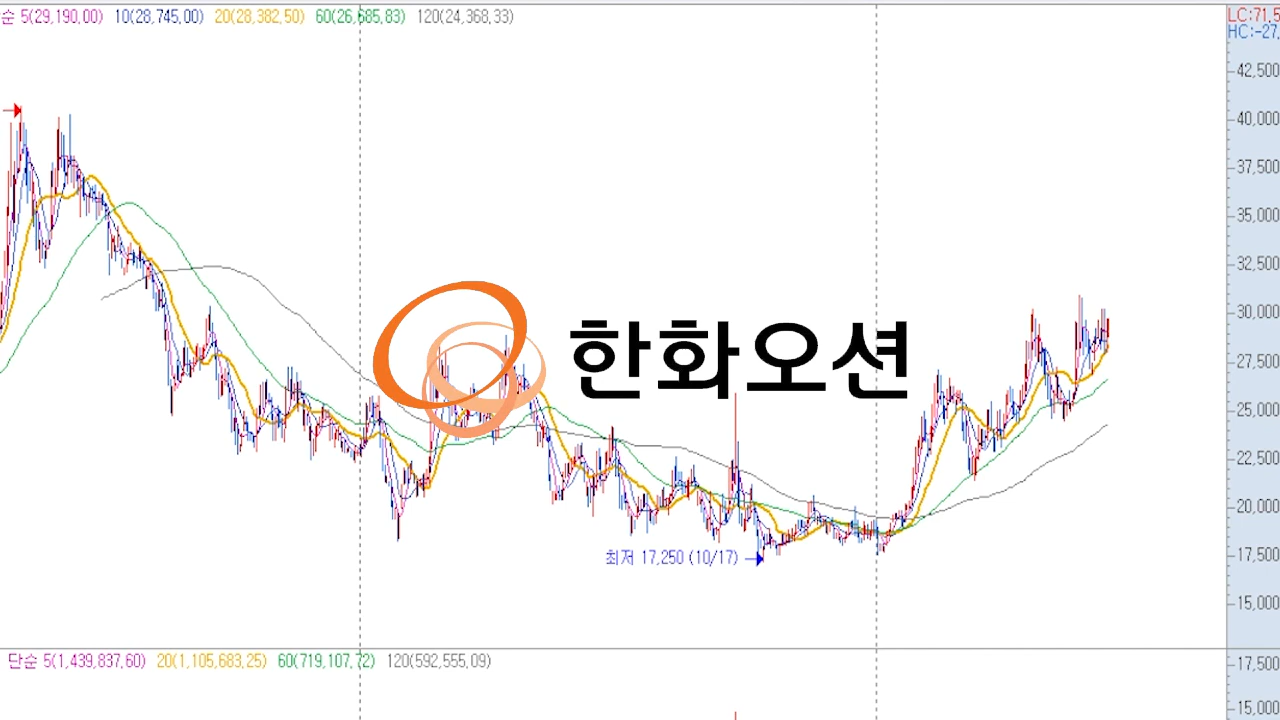 순 5(29,190,00) 10(28,745,00) 20(28,382,50) 60(26,685,83) 120(24,368,33)
LC:71,5
HC:-27,
42,500
40,000
37,500
35,000
32,500
30,000
27,500
25,000
22,500
20,000
17,500
15,000
한화오션
최저 17,250 (10/17)
단순 5(1,439,837,60) 20(1,105,683,25) 60(719,107,72) 120(592,555,09)
17,500
15,000